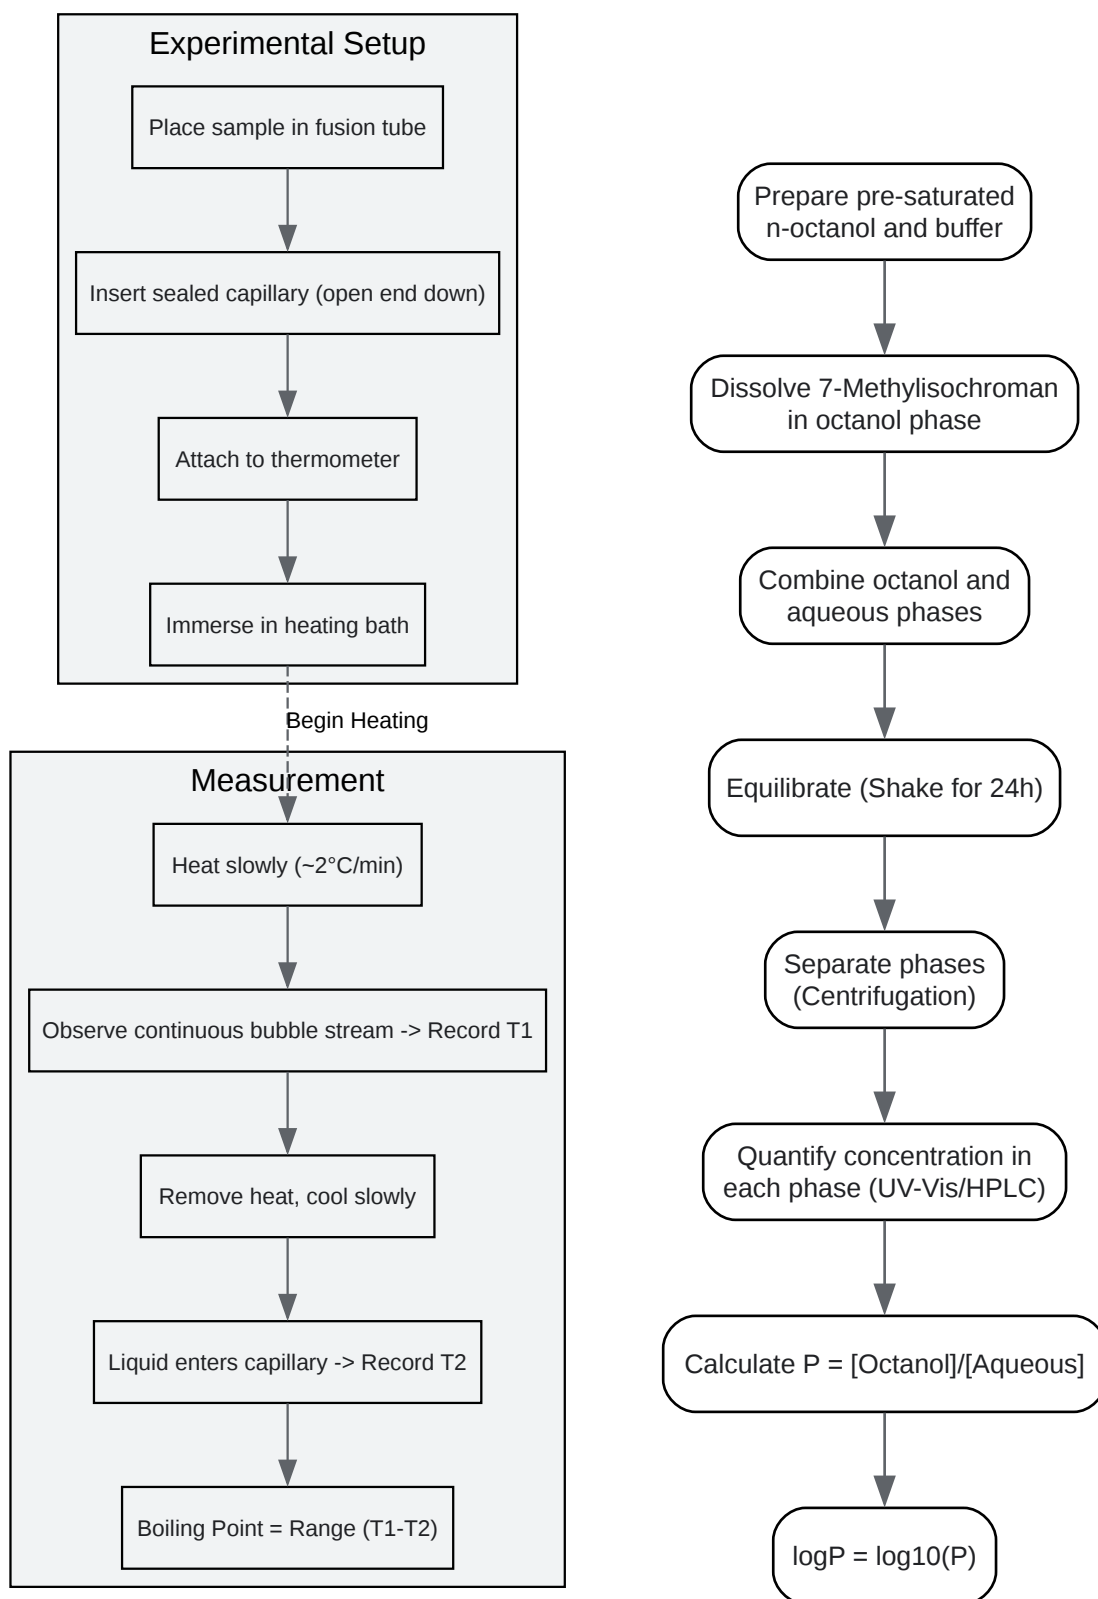 Experimental Setup
Place sample in fusion tube
Insert sealed capillary (open end down)
Attach to thermometer
Immerse in heating bath
Begin Heating
Measurement
Heat slowly (~2°C/min)
Observe continuous bubble stream -> Record T1
Remove heat, cool slowly
Liquid enters capillary -> Record T2
Boiling Point = Range (T1-T2)
Prepare pre-saturated
n-octanol and buffer
Dissolve 7-Methylisochroman
in octanol phase
Combine octanol and
aqueous phases
Equilibrate (Shake for 24h)
Separate phases
(Centrifugation)
Quantify concentration in
each phase (UV-Vis/HPLC)
Calculate P = [Octanol]/[Aqueous]
logP = log10(P)